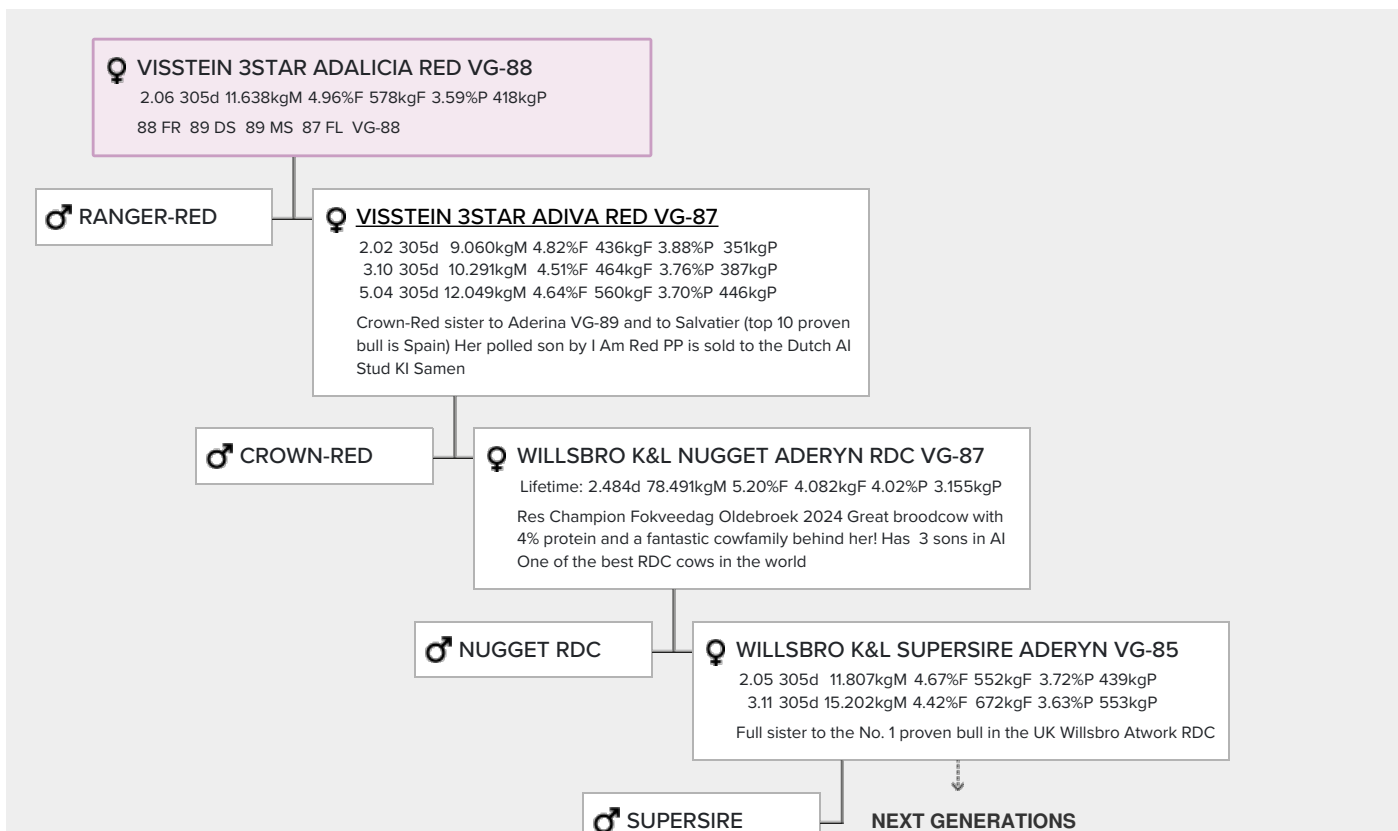 VISSTEIN 3STAR ADALICIA RED VG-88
2.06 305d 11.638kgM 4.96%F 578kgF 3.59%P 418kgP
88 FR 89 DS 89 MS 87 FL VG-88
RANGER-RED
VISSTEIN 3STAR ADIVA RED VG-87
2.02 305d 9.060kgM 4.82%F 436kgF 3.88%P 351kgP
3.10 305d 10.291kgM 4.51%F 464kgF 3.76%P 387kgP
5.04 305d 12.049kgM 4.64%F 560kgF 3.70%P 446kgP
Crown-Red sister to Aderina VG-89 and to Salvatier (top 10 proven
bull is Spain) Her polled son by I Am Red PP is sold to the Dutch AI
Stud KI Samen
CROWN-RED
WILLSBRO K&L NUGGET ADERYN RDC VG-87
Lifetime: 2.484d 78.491kgM 5.20%F 4.082kgF 4.02%P 3.155kgP
Res Champion Fokveedag Oldebroek 2024 Great broodcow with
4% protein and a fantastic cowfamily behind her! Has 3 sons in AI
One of the best RDC cows in the world
NUGGET RDC
WILLSBRO K&L SUPERSIRE ADERYN VG-85
2.05 305d 11.807kgM 4.67%F 552kgF 3.72%P 439kgP
3.11 305d 15.202kgM 4.42%F 672kgF 3.63%P 553kgP
Full sister to the No. 1 proven bull in the UK Willsbro Atwork RDC
SUPERSIRE
NEXT GENERATIONS